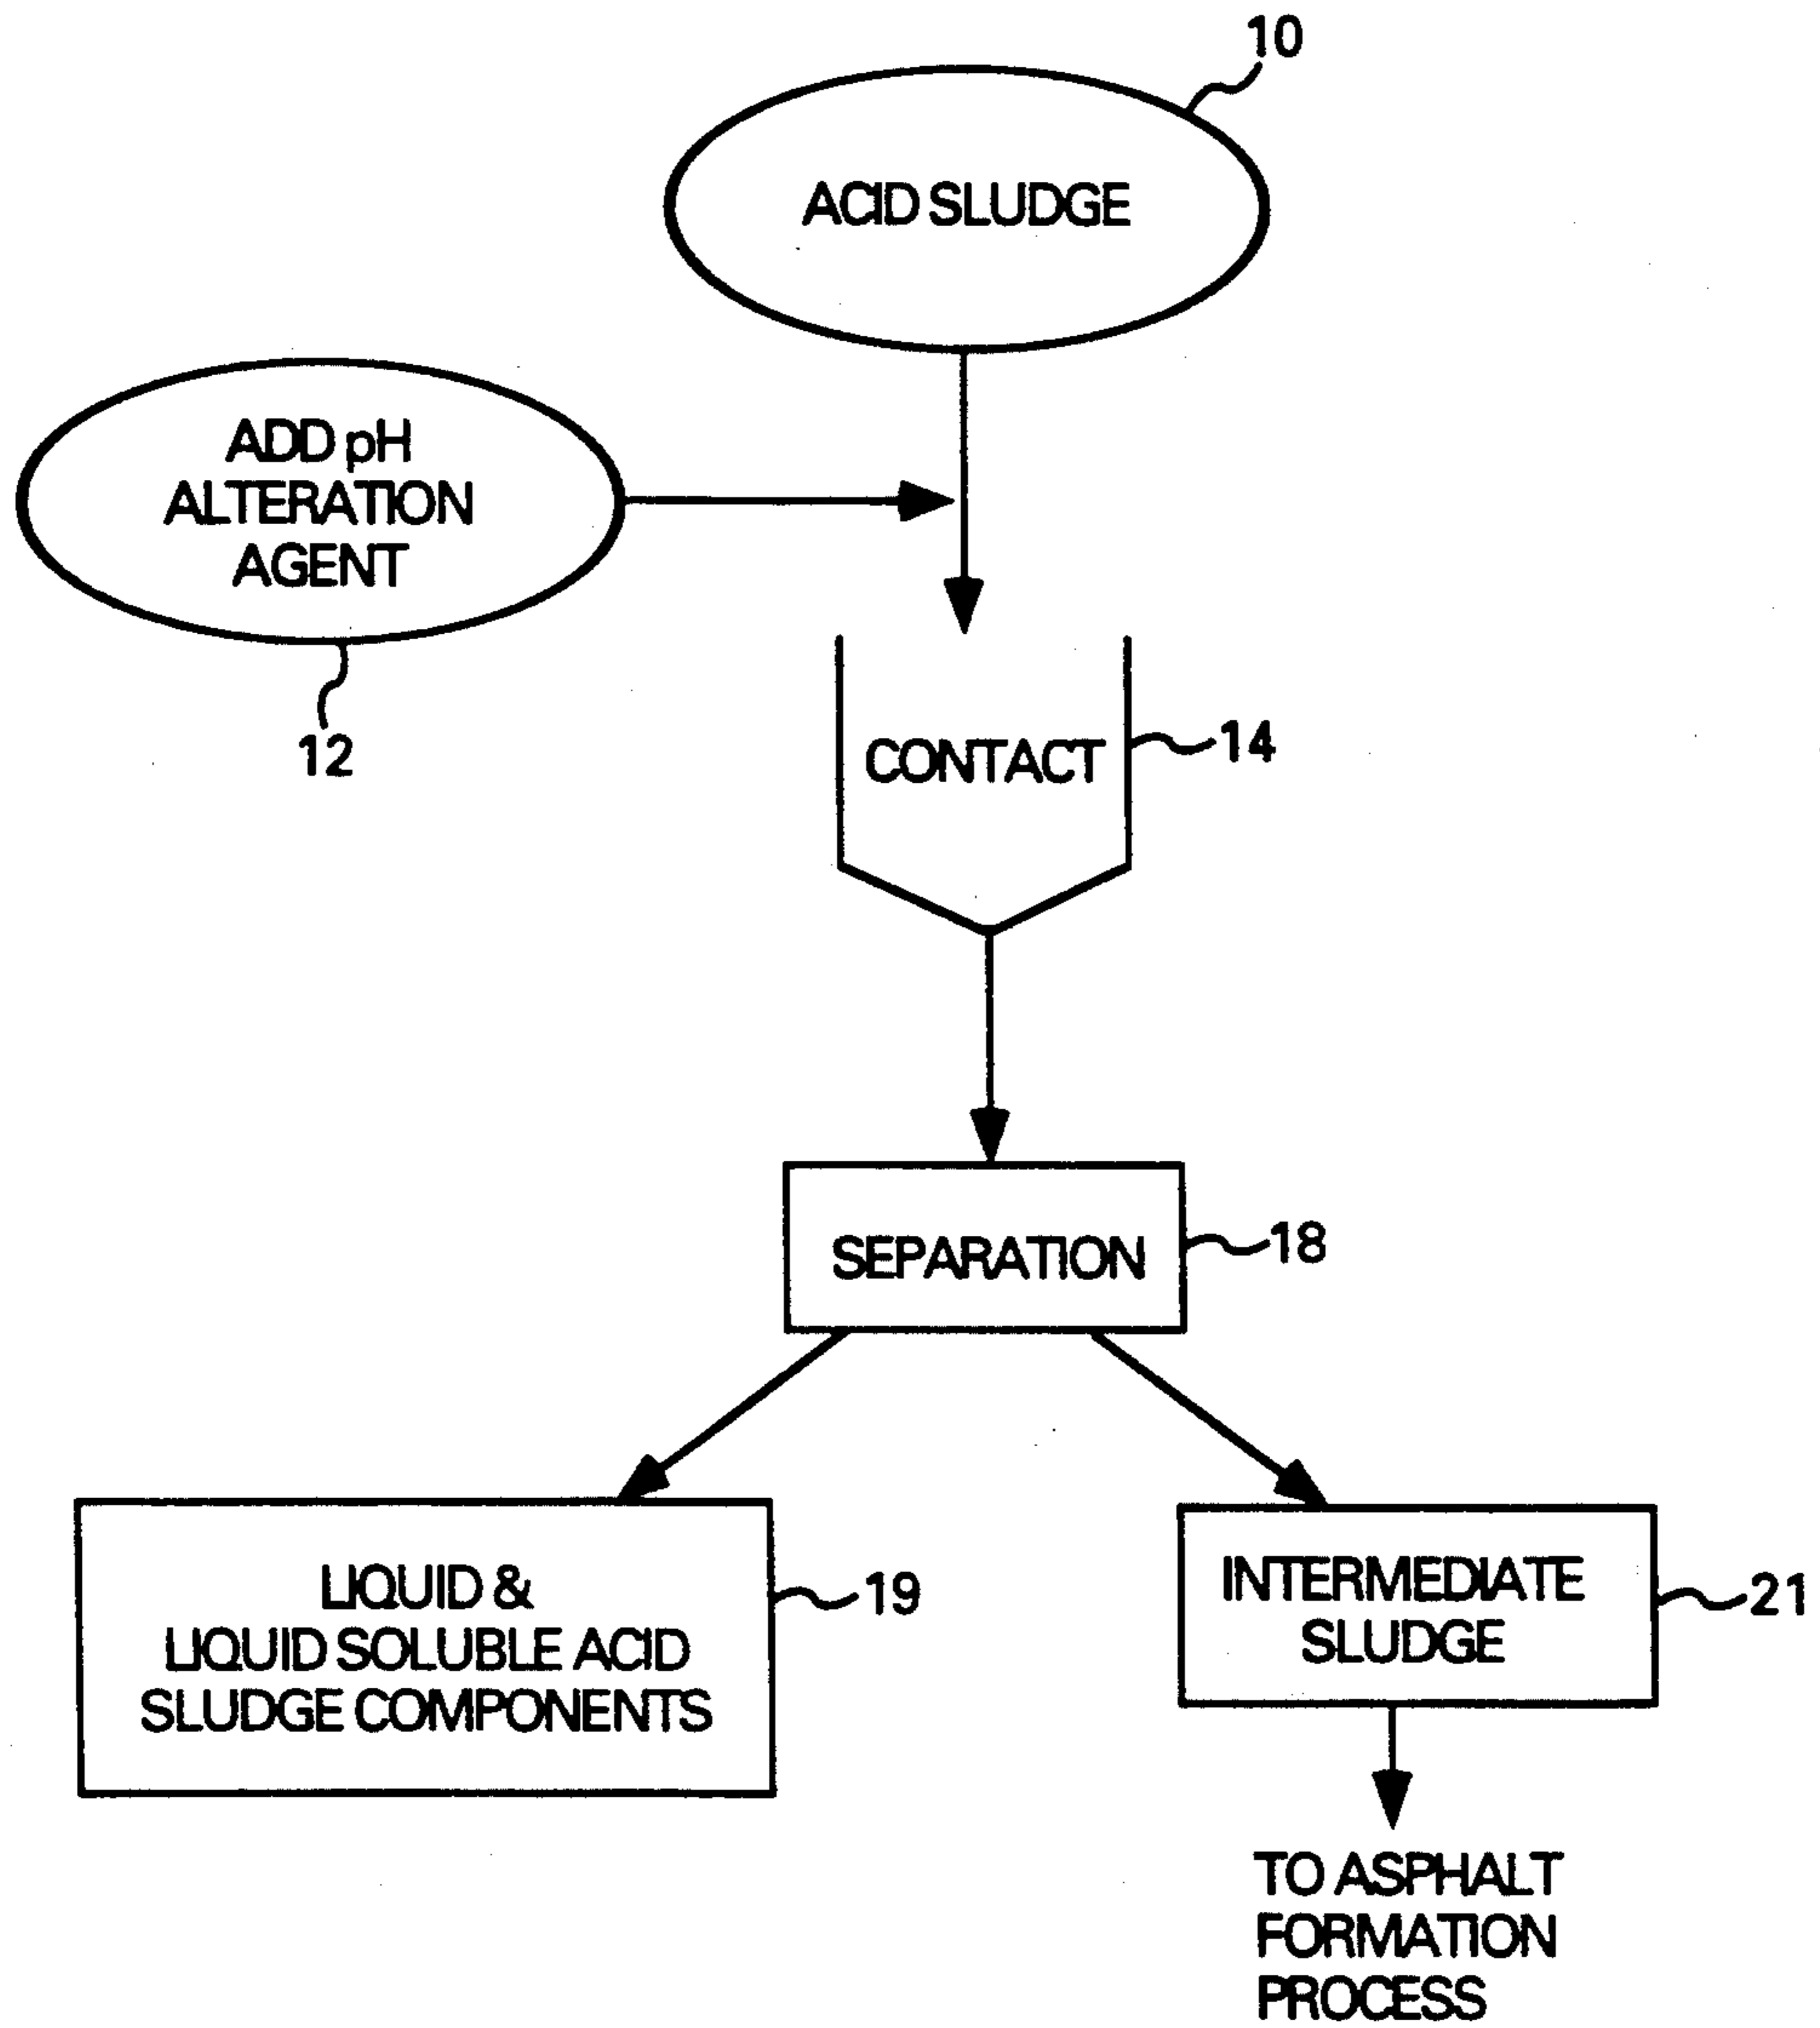 10
ACID SLUDGE
ADD pH
ALTERATION
AGENT
12
CONTACT
14
SEPARATION
18
LIQUID &
LIQUID SOLUBLE ACID
SLUDGE COMPONENTS
19
INTERMEDIATE
SLUDGE
21
TO ASPHALT
FORMATION
PROCESS